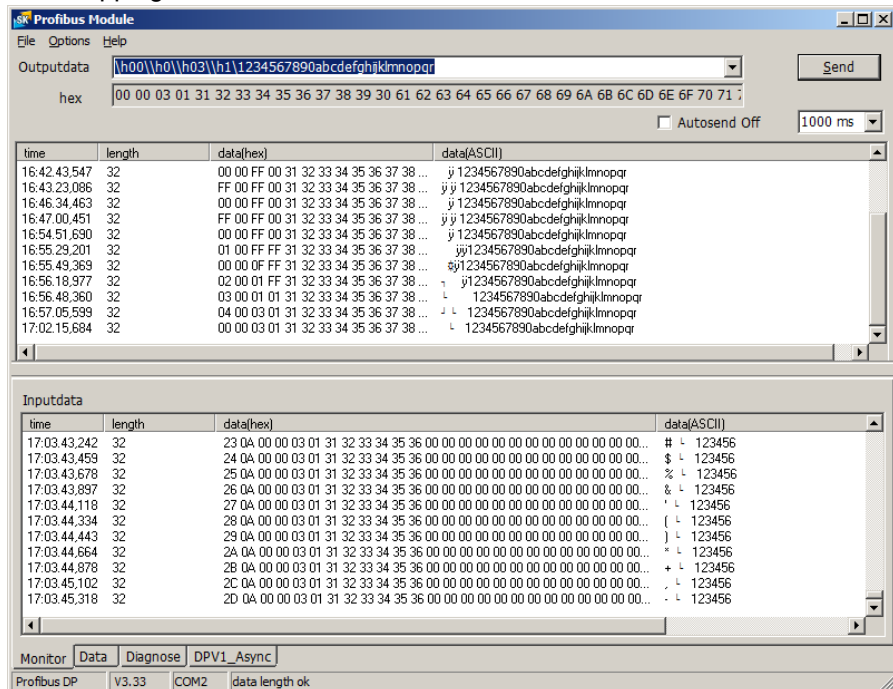 Profibus Module
File Options Help
Outputdata \h00\\h0\\h03\\h1\1234567890abcdefghijklmnopqr Send
hex 00 00 03 01 31 32 33 34 35 36 37 38 39 30 61 62 63 64 65 66 67 68 69 6A 6B 6C 6D 6E 6F 70 71
Autosend Off 1000 ms
time length data(hex) data(ASCII)
16:42.43,547 32 00 00 FF 00 31 32 33 34 35 36 37 38 ... ÿ 1234567890abcdefghijklmnopqr
16:43.23,086 32 FF 00 FF 00 31 32 33 34 35 36 37 38 ... ÿ ÿ 1234567890abcdefghijklmnopqr
16:46.34,463 32 00 00 FF 00 31 32 33 34 35 36 37 38 ... ÿ 1234567890abcdefghijklmnopqr
16:47.00,451 32 FF 00 FF 00 31 32 33 34 35 36 37 38 ... ÿ ÿ 1234567890abcdefghijklmnopqr
16:54.51,690 32 00 00 FF 00 31 32 33 34 35 36 37 38 ... ÿ 1234567890abcdefghijklmnopqr
16:55.29,201 32 01 00 FF FF 31 32 33 34 35 36 37 38 ... ÿÿ1234567890abcdefghijklmnopqr
16:55.49,369 32 00 00 0F FF 31 32 33 34 35 36 37 38 ... ¤ÿ1234567890abcdefghijklmnopqr
16:56.18,977 32 02 00 01 FF 31 32 33 34 35 36 37 38 ... ┐ ÿ1234567890abcdefghijklmnopqr
16:56.48,360 32 03 00 01 01 31 32 33 34 35 36 37 38 ... └ 1234567890abcdefghijklmnopqr
16:57.05,599 32 04 00 03 01 31 32 33 34 35 36 37 38 ... ┘ └ 1234567890abcdefghijklmnopqr
17:02.15,684 32 00 00 03 01 31 32 33 34 35 36 37 38 ... └ 1234567890abcdefghijklmnopqr
Inputdata
time length data(hex) data(ASCII)
17:03.43,242 32 23 0A 00 00 03 01 31 32 33 34 35 36 00 00 00 00 00 00 00 00 00 00 00 00 00... # └ 123456
17:03.43,459 32 24 0A 00 00 03 01 31 32 33 34 35 36 00 00 00 00 00 00 00 00 00 00 00 00 00... $ └ 123456
17:03.43,678 32 25 0A 00 00 03 01 31 32 33 34 35 36 00 00 00 00 00 00 00 00 00 00 00 00 00... % └ 123456
17:03.43,897 32 26 0A 00 00 03 01 31 32 33 34 35 36 00 00 00 00 00 00 00 00 00 00 00 00 00... & └ 123456
17:03.44,118 32 27 0A 00 00 03 01 31 32 33 34 35 36 00 00 00 00 00 00 00 00 00 00 00 00 00... ' └ 123456
17:03.44,334 32 28 0A 00 00 03 01 31 32 33 34 35 36 00 00 00 00 00 00 00 00 00 00 00 00 00... ( └ 123456
17:03.44,443 32 29 0A 00 00 03 01 31 32 33 34 35 36 00 00 00 00 00 00 00 00 00 00 00 00 00... ) └ 123456
17:03.44,664 32 2A 0A 00 00 03 01 31 32 33 34 35 36 00 00 00 00 00 00 00 00 00 00 00 00 00... * └ 123456
17:03.44,878 32 2B 0A 00 00 03 01 31 32 33 34 35 36 00 00 00 00 00 00 00 00 00 00 00 00 00... + └ 123456
17:03.45,102 32 2C 0A 00 00 03 01 31 32 33 34 35 36 00 00 00 00 00 00 00 00 00 00 00 00 00... , └ 123456
17:03.45,318 32 2D 0A 00 00 03 01 31 32 33 34 35 36 00 00 00 00 00 00 00 00 00 00 00 00 00... - └ 123456
Monitor Data Diagnose DPV1_Async
Profibus DP V3.33 COM2 data length ok